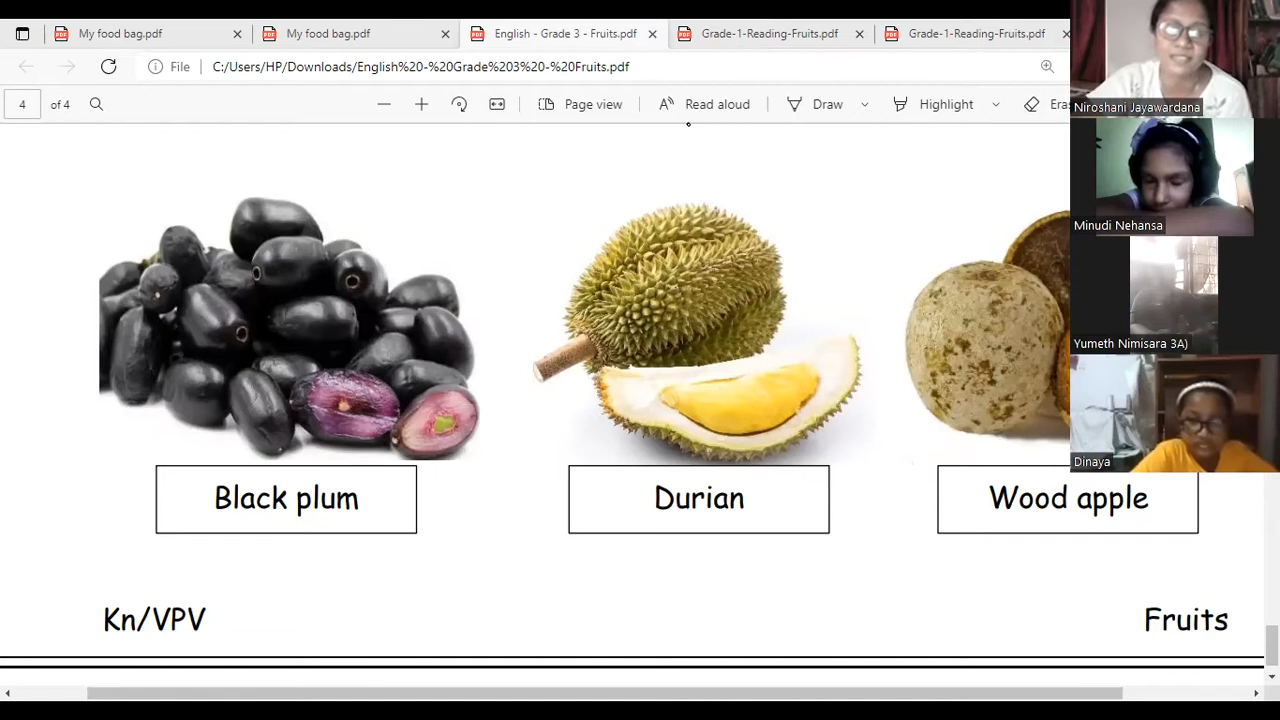 My food bag.pdf
My food bag.pdf
English - Grade 3 - Fruits.pdf
Grade-1-Reading-Fruits.pdf
Grade-1-Reading-Fruits.pdf
File C:/Users/HP/Downloads/English%20-%20Grade%203%20-%20Fruits.pdf
4 of 4 Page view Read aloud Draw Highlight
Niroshani Jayawardana
Minudi Nehansa
Yumeth Nimisara 3A)
Dinaya
Black plum
Durian
Wood apple
Kn/VPV
Fruits